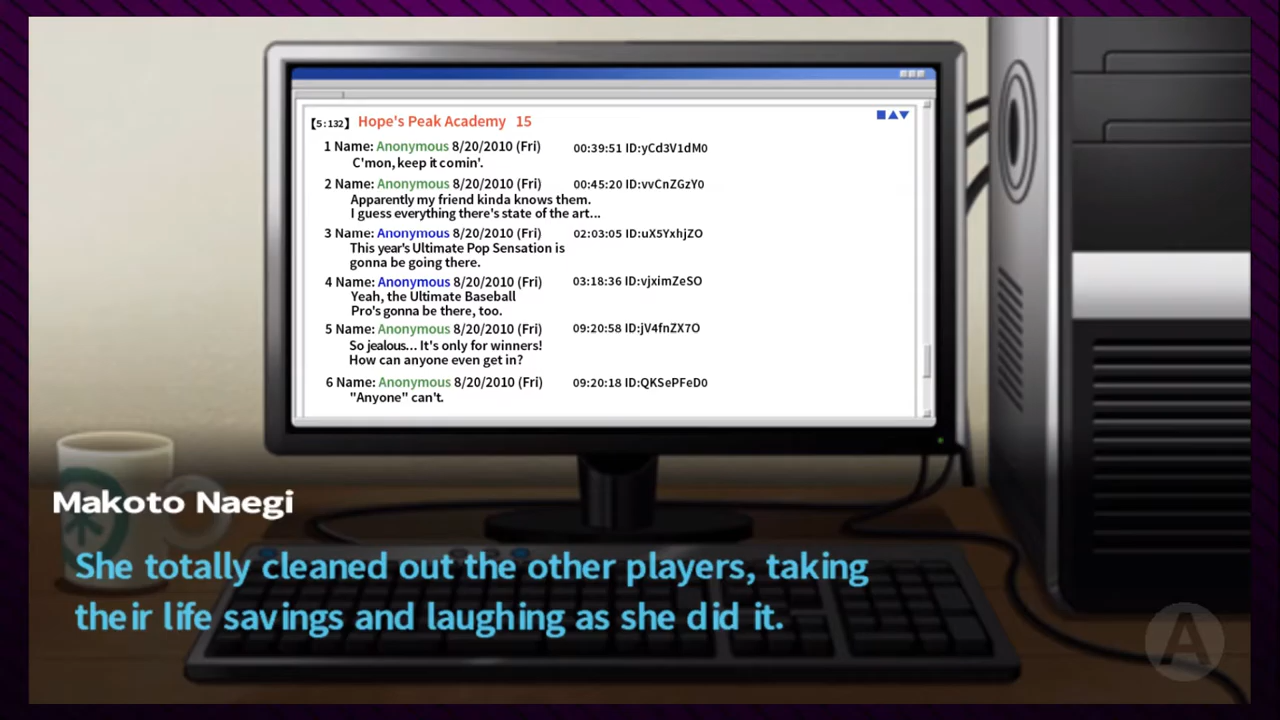 【5:132】 Hope's Peak Academy 15 ■▲▼
1 Name: Anonymous 8/20/2010 (Fri) 00:39:51 ID:yCd3V1dM0
C'mon, keep it comin'.
2 Name: Anonymous 8/20/2010 (Fri) 00:45:20 ID:vvCnZGzY0
Apparently my friend kinda knows them.
I guess everything there's state of the art...
3 Name: Anonymous 8/20/2010 (Fri) 02:03:05 ID:uX5YxhjZO
This year's Ultimate Pop Sensation is
gonna be going there.
4 Name: Anonymous 8/20/2010 (Fri) 03:18:36 ID:vjximZeSO
Yeah, the Ultimate Baseball
Pro's gonna be there, too.
5 Name: Anonymous 8/20/2010 (Fri) 09:20:58 ID:jV4fnZX7O
So jealous... It's only for winners!
How can anyone even get in?
6 Name: Anonymous 8/20/2010 (Fri) 09:20:18 ID:QKSePFeD0
"Anyone" can't.
Makoto Naegi
She totally cleaned out the other players, taking
their life savings and laughing as she did it.
A